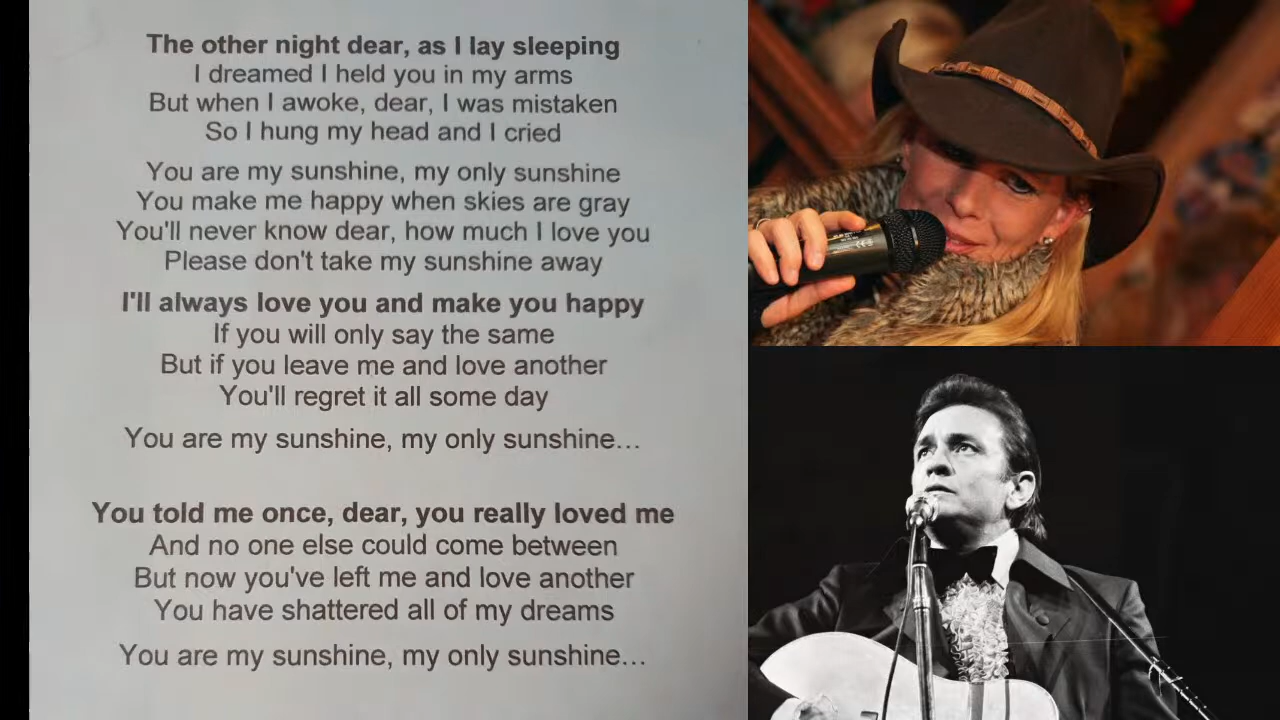 The other night dear, as I lay sleeping
I dreamed I held you in my arms
But when I awoke, dear, I was mistaken
So I hung my head and I cried
You are my sunshine, my only sunshine
You make me happy when skies are gray
You'll never know dear, how much I love you
Please don't take my sunshine away
I'll always love you and make you happy
If you will only say the same
But if you leave me and love another
You'll regret it all some day
You are my sunshine, my only sunshine…
You told me once, dear, you really loved me
And no one else could come between
But now you've left me and love another
You have shattered all of my dreams
You are my sunshine, my only sunshine…